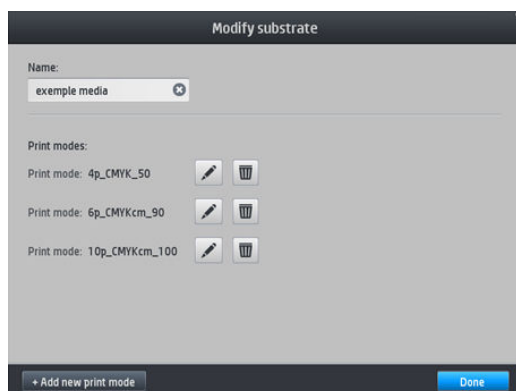 Modify substrate
Name:
exemple media
Print modes:
Print mode: 4p_CMYK_50
Print mode: 6p_CMYKcm_90
Print mode: 10p_CMYKcm_100
+ Add new print mode
Done